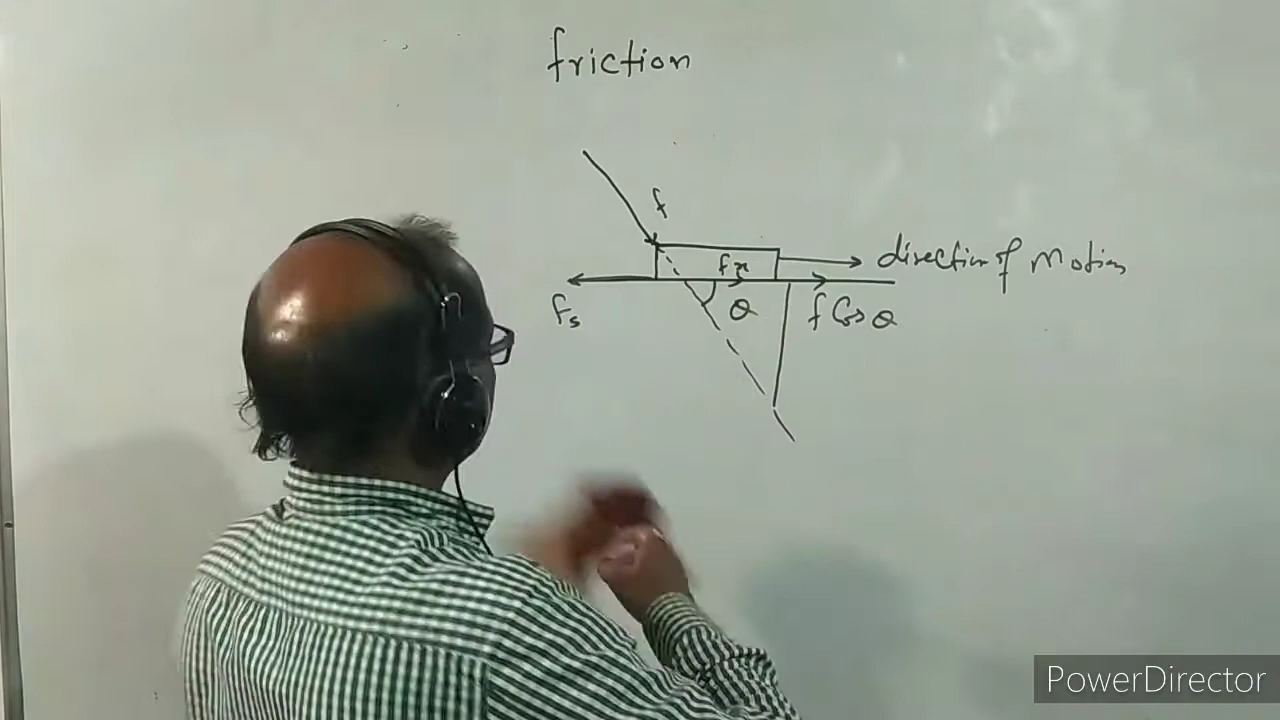 friction
f
fx
direction of Motion
Fs
θ
f Cos θ
PowerDirector